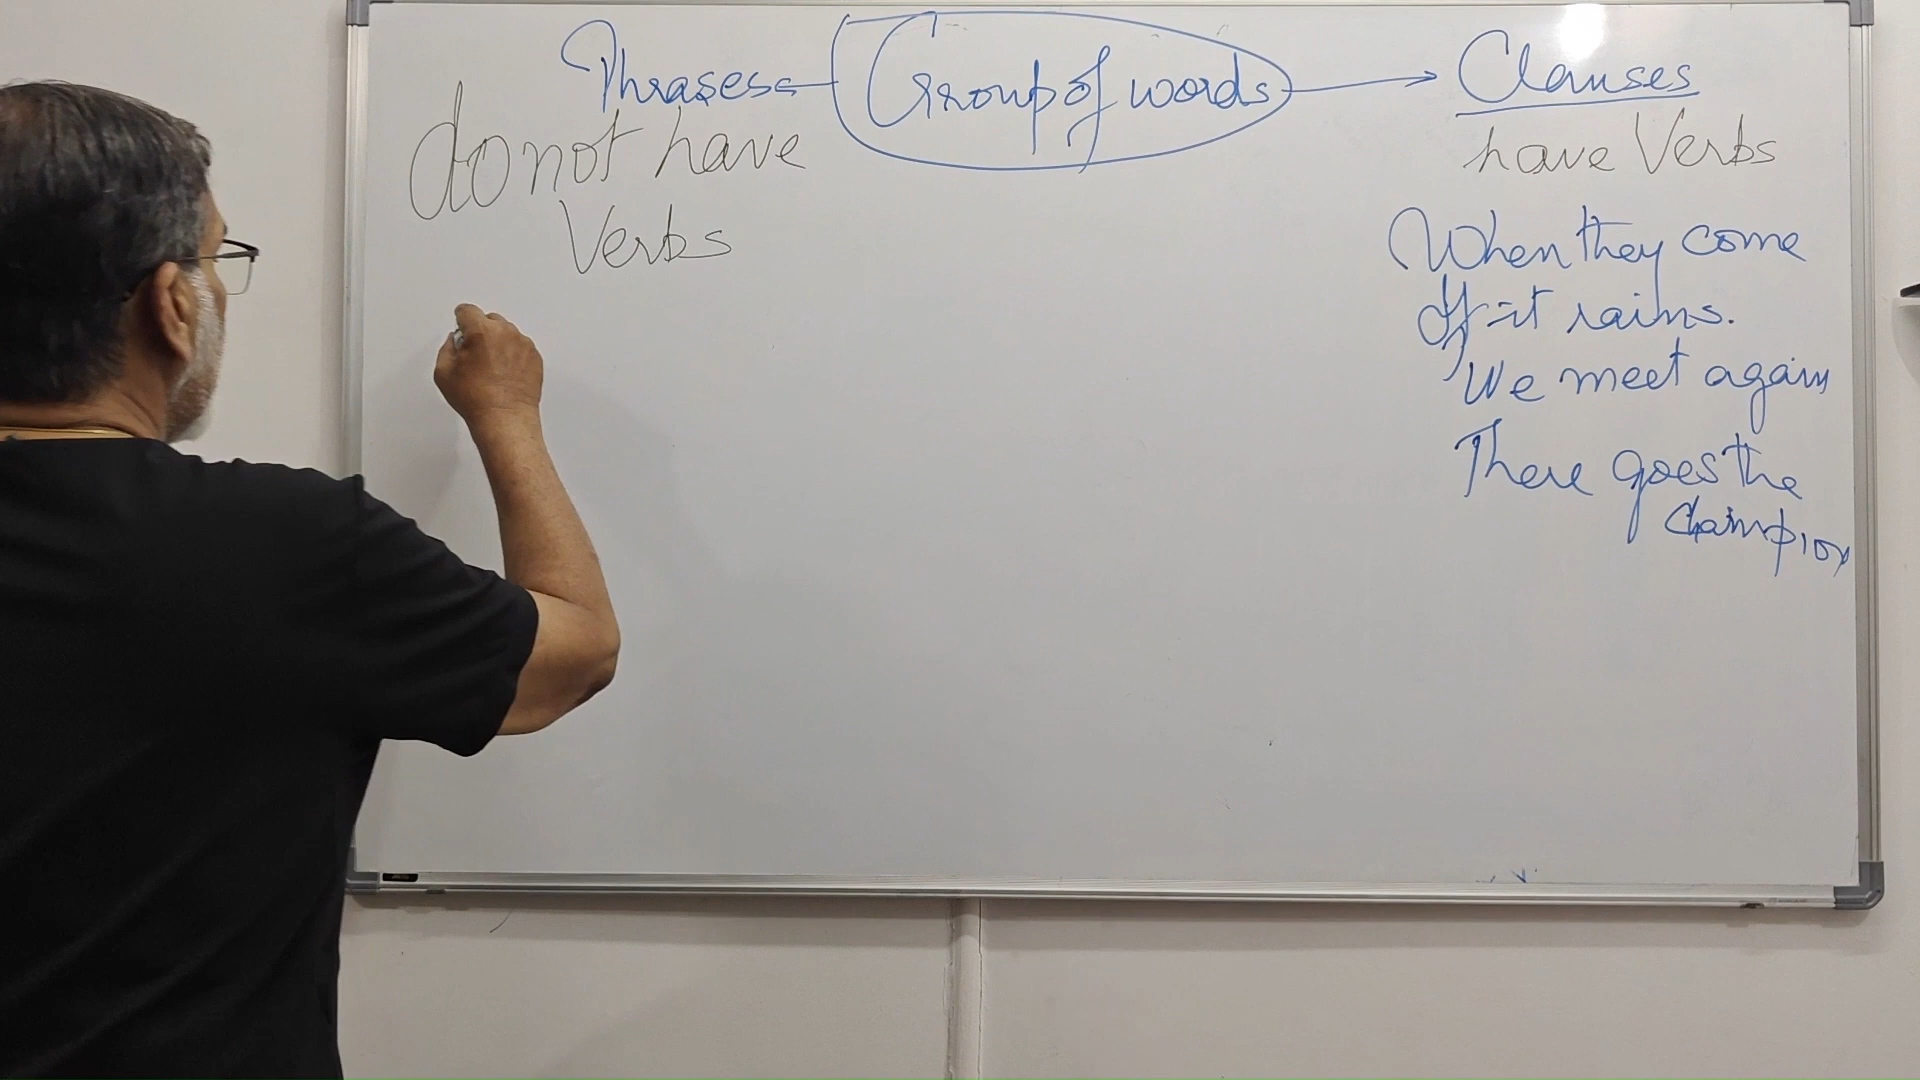 Phrases Group of words Clauses
do not have
Verbs
have Verbs
When they come
If it rains.
We meet again
There goes the
Champion